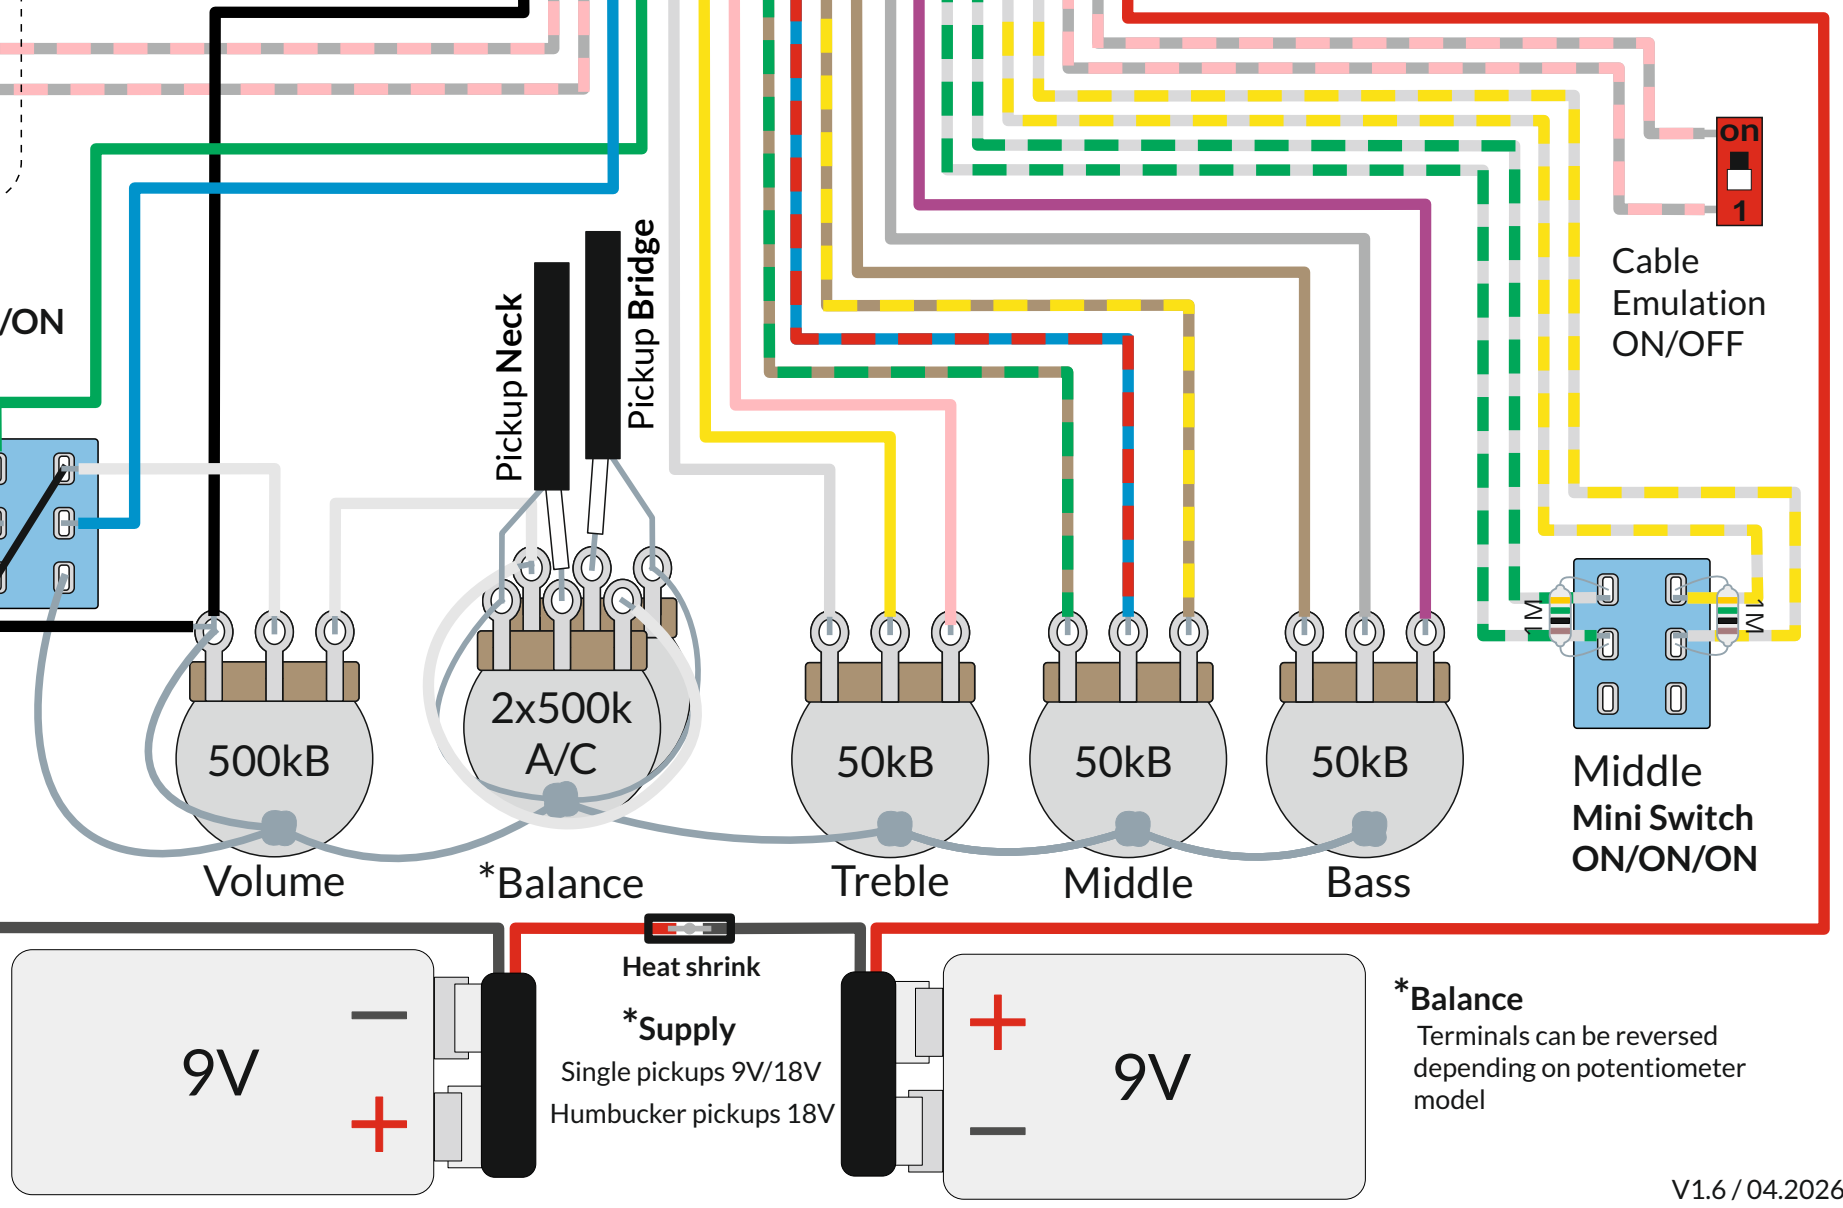 on
1
Cable
Emulation
ON/OFF
/ON
Pickup Neck
Pickup Bridge
1M
1M
500kB
2x500k
A/C
50kB
50kB
50kB
Middle
Mini Switch
ON/ON/ON
Volume
*Balance
Treble
Middle
Bass
Heat shrink
*Supply
Single pickups 9V/18V
Humbucker pickups 18V
9V
9V
*Balance
Terminals can be reversed
depending on potentiometer
model
V1.6 / 04.2026